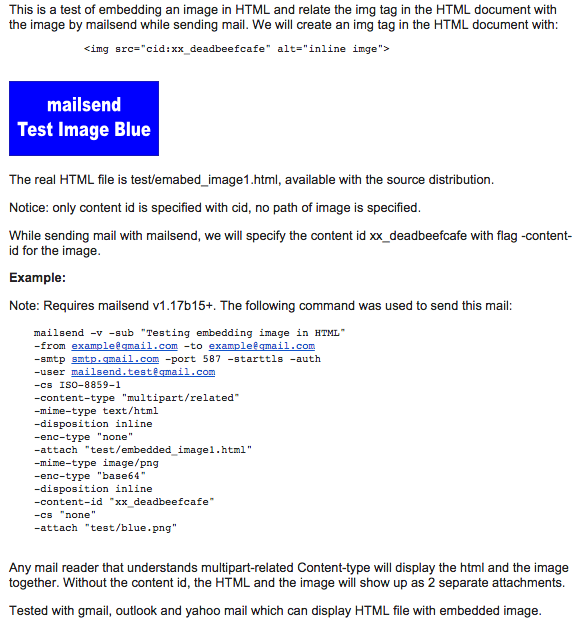 This is a test of embedding an image in HTML and relate the img tag in the HTML document with
the image by mailsend while sending mail. We will create an img tag in the HTML document with:
<img src="cid:xx_deadbeefcafe" alt="inline imge">
mailsend
Test Image Blue
The real HTML file is test/emabed_image1.html, available with the source distribution.
Notice: only content id is specified with cid, no path of image is specified.
While sending mail with mailsend, we will specify the content id xx_deadbeefcafe with flag -content-
id for the image.
Example:
Note: Requires mailsend v1.17b15+. The following command was used to send this mail:
mailsend -v -sub "Testing embedding image in HTML"
-from example@gmail.com -to example@gmail.com
-smtp smtp.gmail.com -port 587 -starttls -auth
-user mailsend.test@gmail.com
-cs ISO-8859-1
-content-type "multipart/related"
-mime-type text/html
-disposition inline
-enc-type "none"
-attach "test/embedded_image1.html"
-mime-type image/png
-enc-type "base64"
-disposition inline
-content-id "xx_deadbeefcafe"
-cs "none"
-attach "test/blue.png"
Any mail reader that understands multipart-related Content-type will display the html and the image
together. Without the content id, the HTML and the image will show up as 2 separate attachments.
Tested with gmail, outlook and yahoo mail which can display HTML file with embedded image.